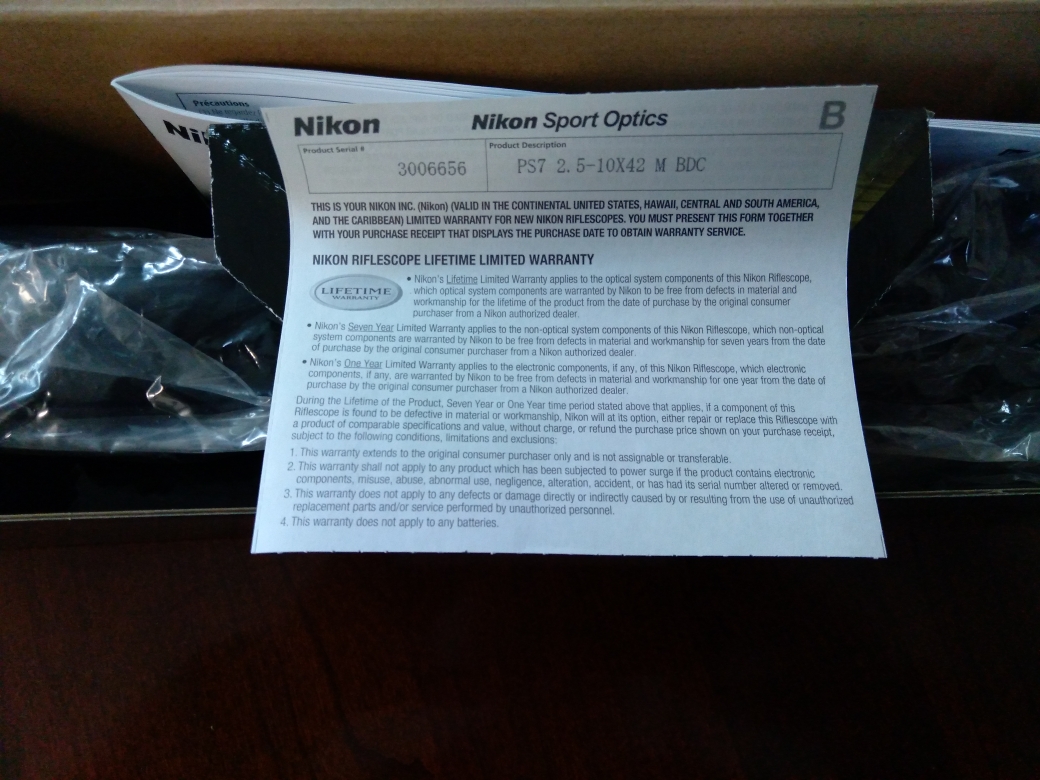 Précautions
Ni
Nikon
Nikon Sport Optics
B
Product Serial #
Product Description
3006656
PS7 2.5-10X42 M BDC
THIS IS YOUR NIKON INC. (Nikon) (VALID IN THE CONTINENTAL UNITED STATES, HAWAII, CENTRAL AND SOUTH AMERICA,
AND THE CARIBBEAN) LIMITED WARRANTY FOR NEW NIKON RIFLESCOPES. YOU MUST PRESENT THIS FORM TOGETHER
WITH YOUR PURCHASE RECEIPT THAT DISPLAYS THE PURCHASE DATE TO OBTAIN WARRANTY SERVICE.
NIKON RIFLESCOPE LIFETIME LIMITED WARRANTY
LIFETIME
WARRANTY
• Nikon's Lifetime Limited Warranty applies to the optical system components of this Nikon Riflescope,
which optical system components are warranted by Nikon to be free from defects in material and
workmanship for the lifetime of the product from the date of purchase by the original consumer
purchaser from a Nikon authorized dealer.
• Nikon's Seven Year Limited Warranty applies to the non-optical system components of this Nikon Riflescope, which non-optical
system components are warranted by Nikon to be free from defects in material and workmanship for seven years from the date
of purchase by the original consumer purchaser from a Nikon authorized dealer.
• Nikon's One Year Limited Warranty applies to the electronic components, if any, of this Nikon Riflescope, which electronic
components, if any, are warranted by Nikon to be free from defects in material and workmanship for one year from the date of
purchase by the original consumer purchaser from a Nikon authorized dealer.
During the Lifetime of the Product, Seven Year or One Year time period stated above that applies, if a component of this
Riflescope is found to be defective in material or workmanship, Nikon will at its option, either repair or replace this Riflescope with
a product of comparable specifications and value, without charge, or refund the purchase price shown on your purchase receipt,
subject to the following conditions, limitations and exclusions:
1. This warranty extends to the original consumer purchaser only and is not assignable or transferable.
2. This warranty shall not apply to any product which has been subjected to power surge if the product contains electronic
components, misuse, abuse, abnormal use, negligence, alteration, accident, or has had its serial number altered or removed.
3. This warranty does not apply to any defects or damage directly or indirectly caused by or resulting from the use of unauthorized
replacement parts and/or service performed by unauthorized personnel.
4. This warranty does not apply to any batteries.